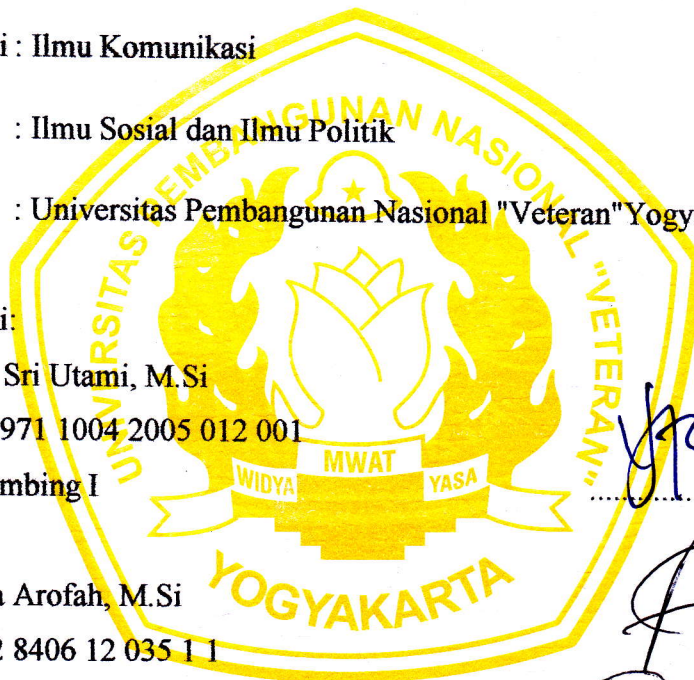 i : Ilmu Komunikasi
: Ilmu Sosial dan Ilmu Politik
: Universitas Pembangunan Nasional "Veteran"Yogy
i:
Sri Utami, M.Si
971 1004 2005 012 001
mbing I
a Arofah, M.Si
2 8406 12 035 1 1
UNIVERSITAS PEMBANGUNAN NASIONAL "VETERAN"
WIDYA MWAT YASA
YOGYAKARTA